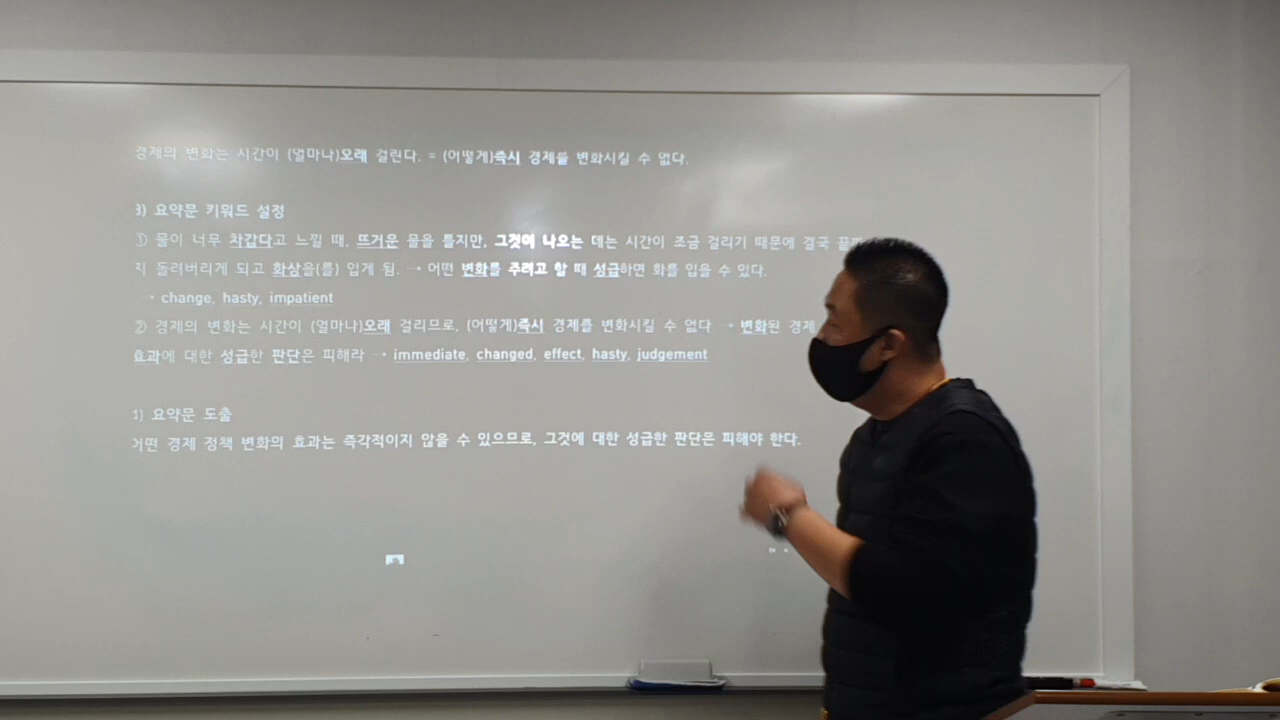 경제의 변화는 시간이 (얼마나)오래 걸린다. = (어떻게)즉시 경제를 변화시킬 수 없다.
3) 요약문 키워드 설정
① 물이 너무 차갑다고 느낄 때, 뜨거운 물을 틀지만, 그것이 나오는 데는 시간이 조금 걸리기 때문에 결국
지 돌려버리게 되고 화상을(를) 입게 됨. → 어떤 변화를 주려고 할 때 성급하면 화를 입을 수 있다.
→ change, hasty, impatient
② 경제의 변화는 시간이 (얼마나)오래 걸리므로, (어떻게)즉시 경제를 변화시킬 수 없다 → 변화된 경제
효과에 대한 성급한 판단은 피해라 → immediate, changed, effect, hasty, judgement
1) 요약문 도출
어떤 경제 정책 변화의 효과는 즉각적이지 않을 수 있으므로, 그것에 대한 성급한 판단은 피해야 한다.